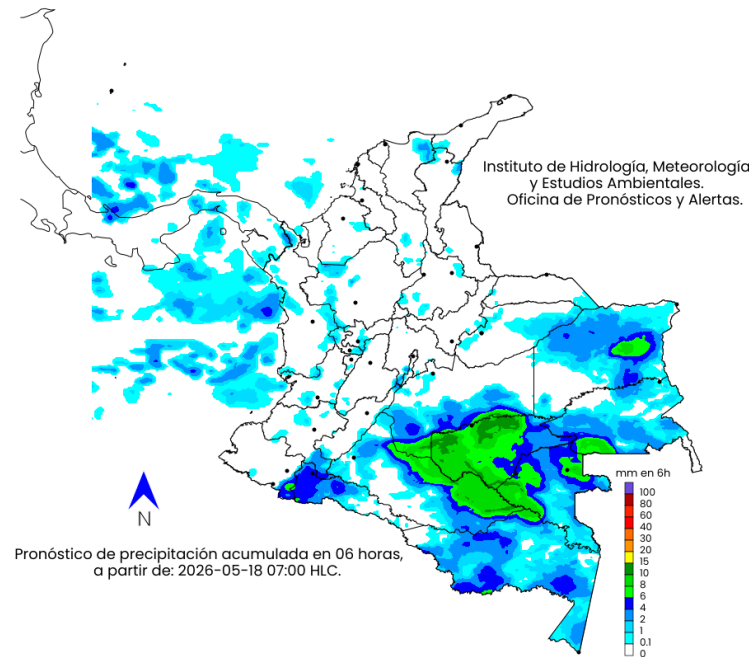 Instituto de Hidrología, Meteorología
y Estudios Ambientales.
Oficina de Pronósticos y Alertas.
mm en 6h
100
80
60
40
30
20
15
10
8
6
4
2
1
0.1
0
N
Pronóstico de precipitación acumulada en 06 horas,
a partir de: 2026-05-18 07:00 HLC.